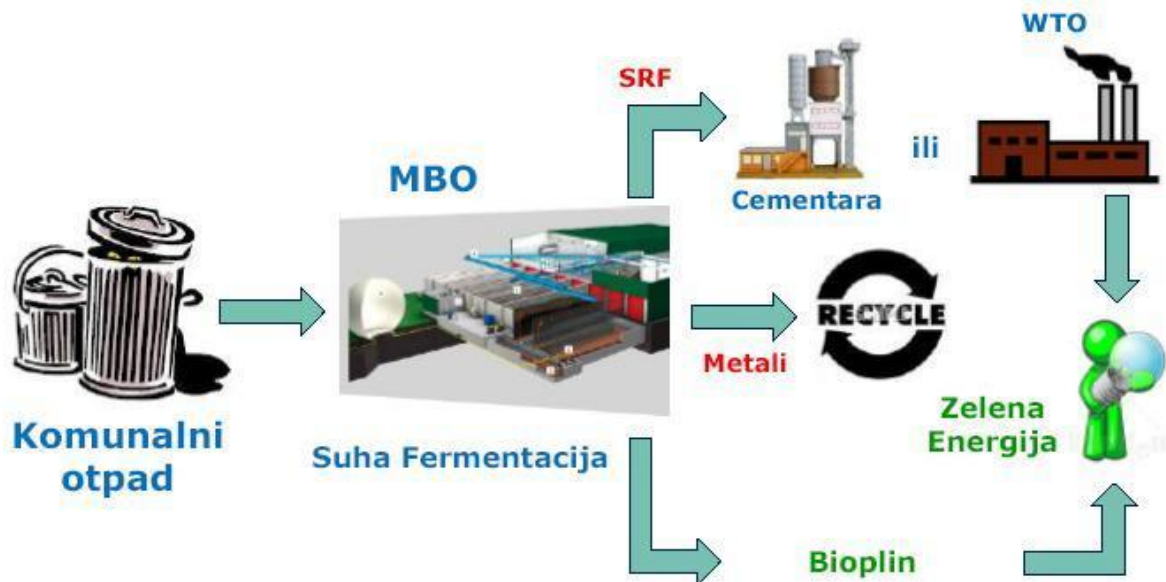 WTO
SRF
MBO
ili
Cementara
RECYCLE
Metali
Komunalni
otpad
Suha Fermentacija
Zelena
Energija
Bioplin